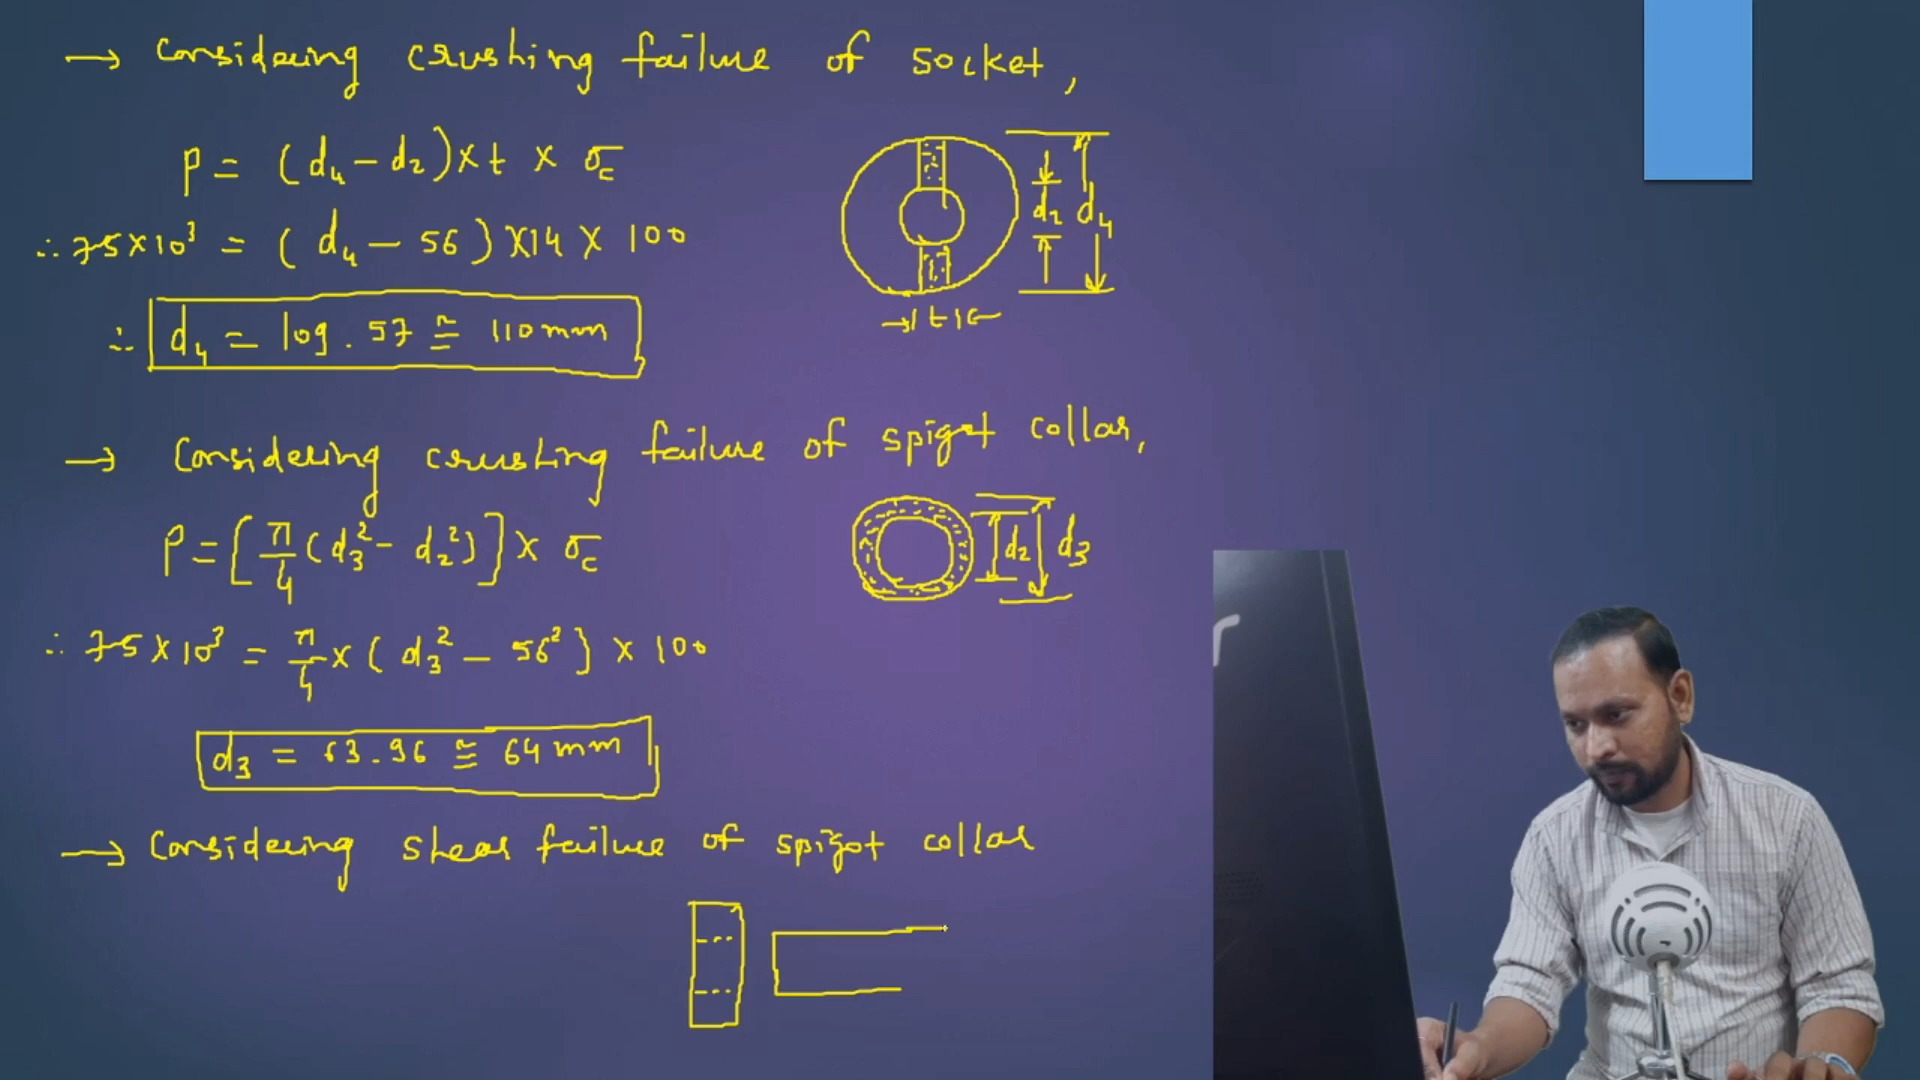 → Considering crushing failure of socket,
P = (d₄ - d₂) × t × σc
∴ 75×10³ = (d₄ - 56) × 14 × 100
∴ d₄ = 109.57 ≅ 110 mm
d₂ d₄
→| t |←
→ Considering crushing failure of spigot collar,
P = [π/4 (d₃² - d₂²)] × σc
d₂ d₃
∴ 75 × 10³ = π/4 × (d₃² - 56²) × 100
d₃ = 63.96 ≅ 64 mm
→ Considering shear failure of spigot collar